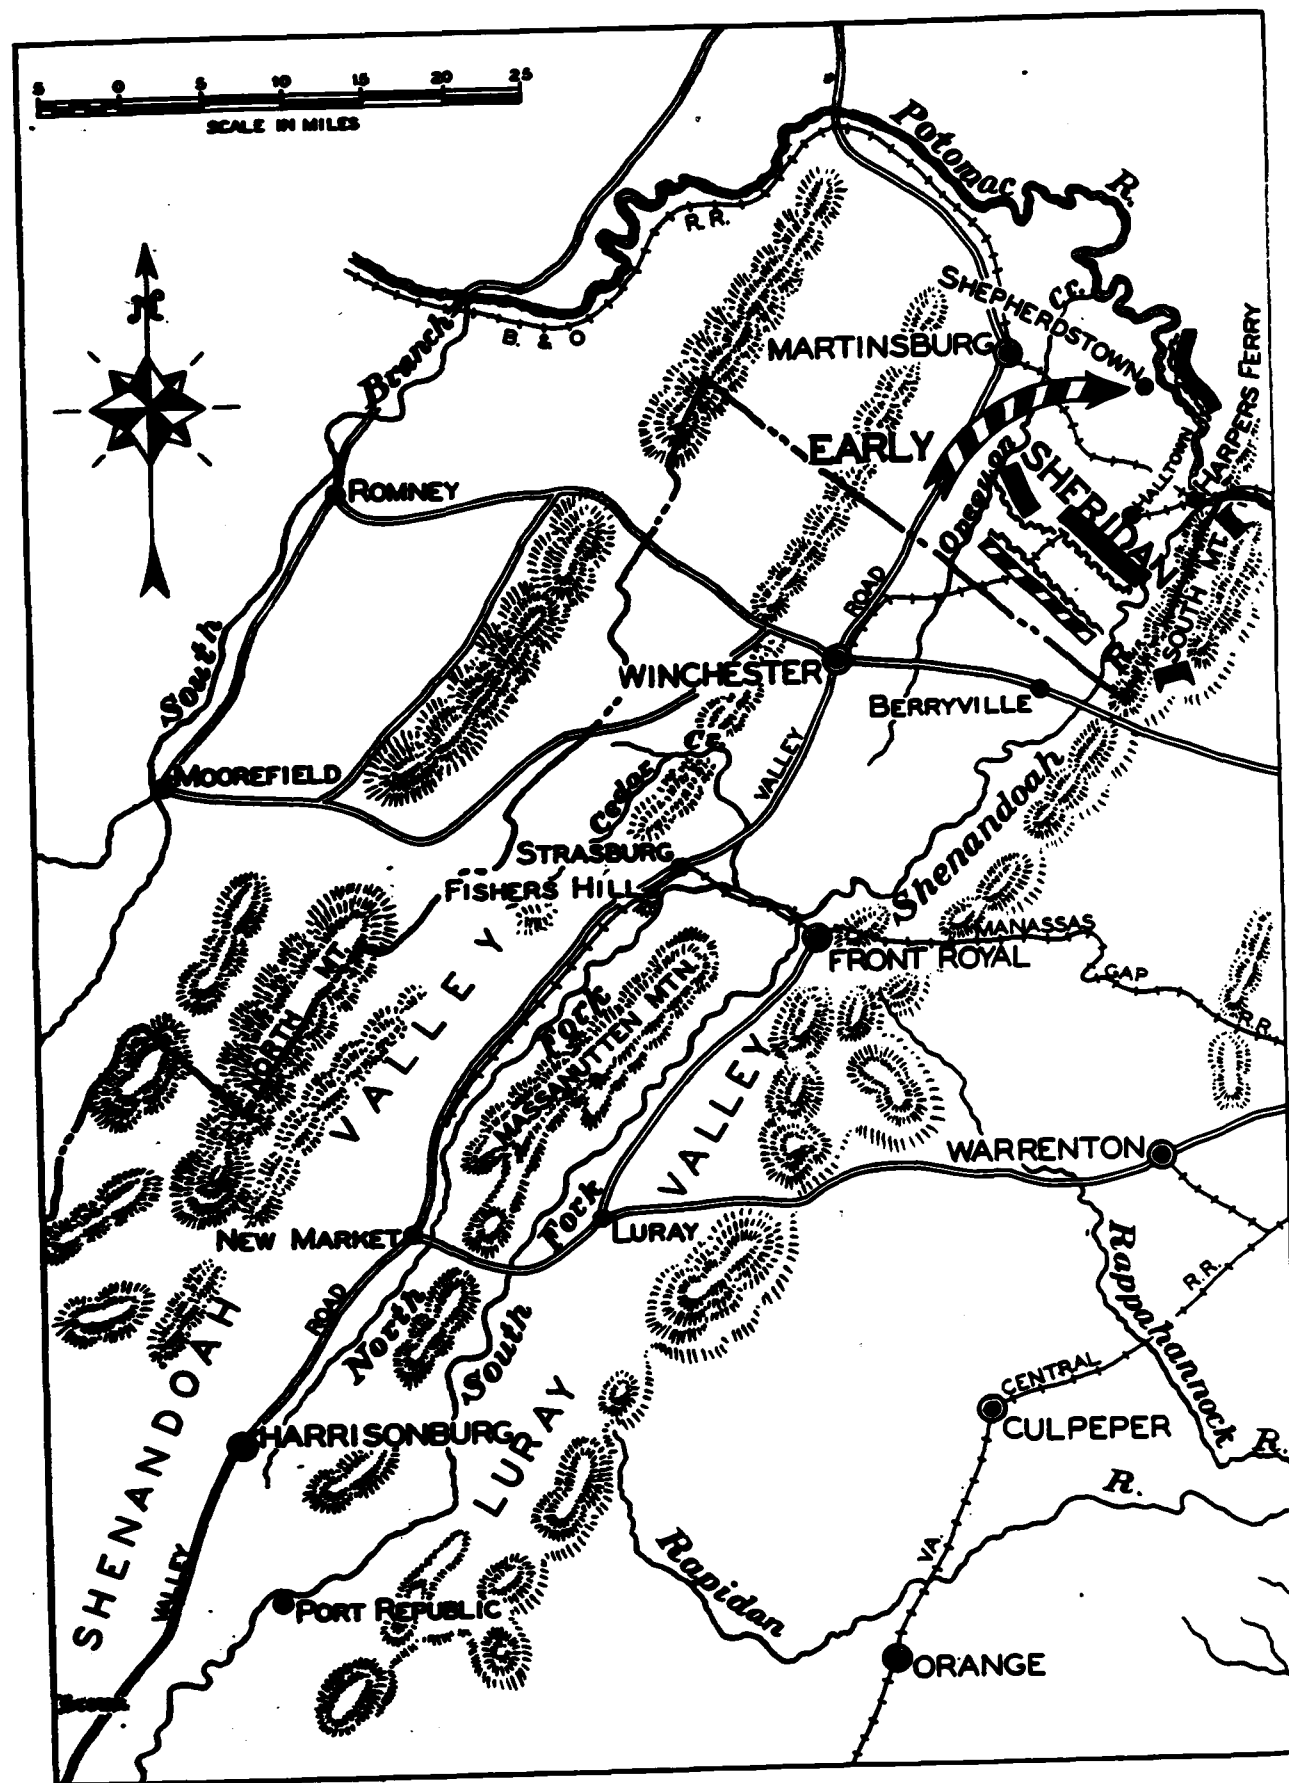 5 0 5 10 15 20 25
SCALE IN MILES
N
Potomac R.
R. R.
B. & O
SHEPHERDSTOWN
Cr.
MARTINSBURG
HARPERS FERRY
South Branch
EARLY
SHERIDAN
HALLTOWN
ROMNEY
Opequon
ROAD
SOUTH MT.
WINCHESTER
R.
BERRYVILLE
MOOREFIELD
Cedar Cr.
VALLEY
Shenandoah
STRASBURG
FISHERS HILL
MANASSAS
GAP
R.R.
FRONT ROYAL
NORTH MT.
VALLEY
Fork
MASSANUTTEN MTN.
VALLEY
WARRENTON
Fork
NEW MARKET
LURAY
Rappahannock
R.R.
ROAD
North
South
SHENANDOAH
CENTRAL
CULPEPER
HARRISONBURG
LURAY
R.
R.
VALLEY
Rapidan
VA.
PORT REPUBLIC
ORANGE